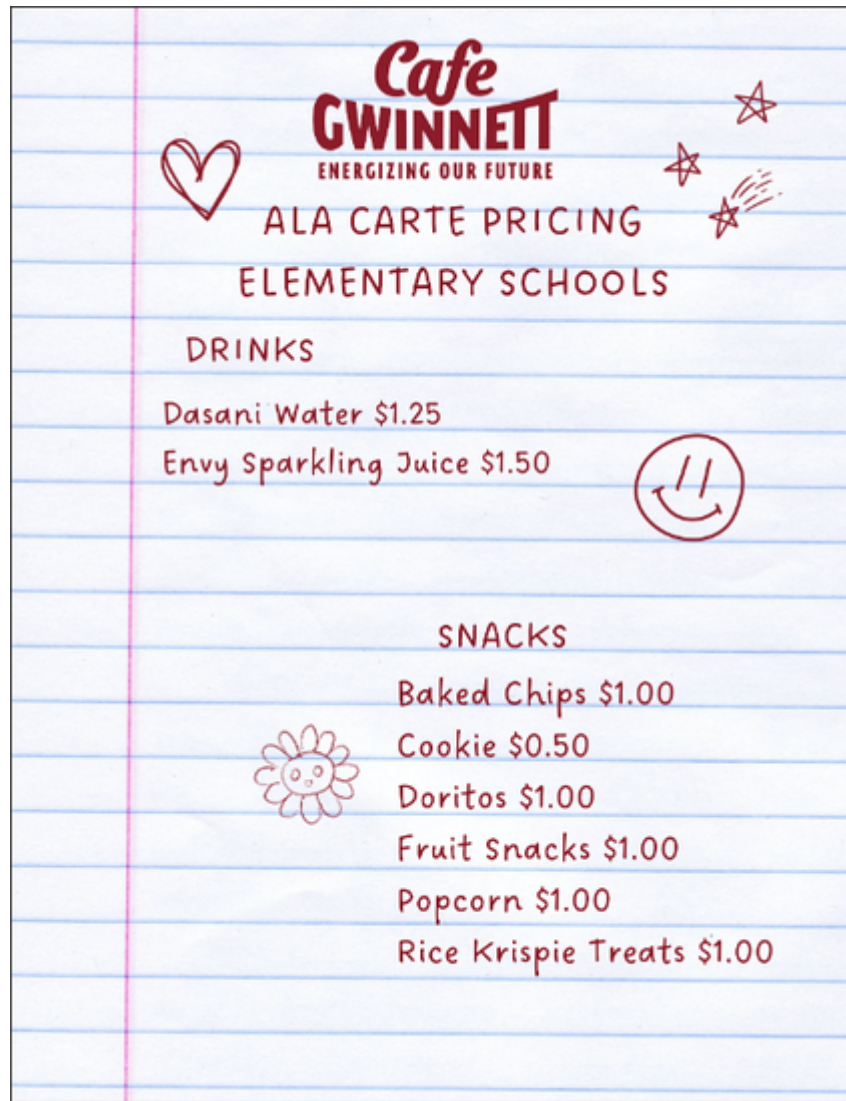 Cafe
GWINNETT
ENERGIZING OUR FUTURE
ALA CARTE PRICING
ELEMENTARY SCHOOLS
DRINKS
Dasani Water $1.25
Envy Sparkling Juice $1.50
SNACKS
Baked Chips $1.00
Cookie $0.50
Doritos $1.00
Fruit Snacks $1.00
Popcorn $1.00
Rice Krispie Treats $1.00